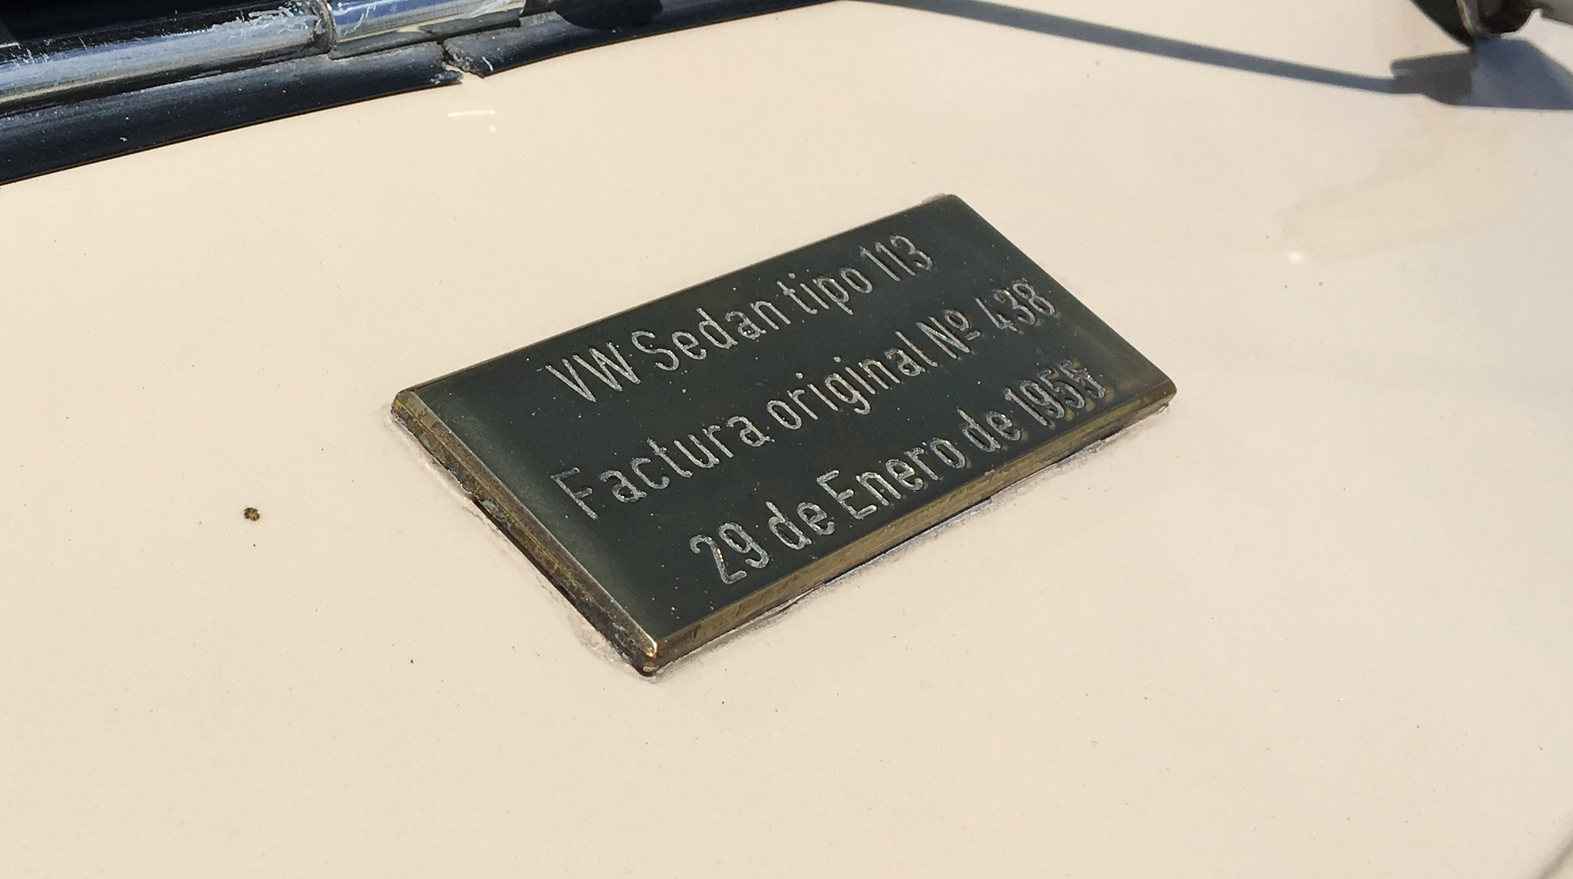 VW Sedan tipo 113
Factura original Nº 438
29 de Enero de 1955